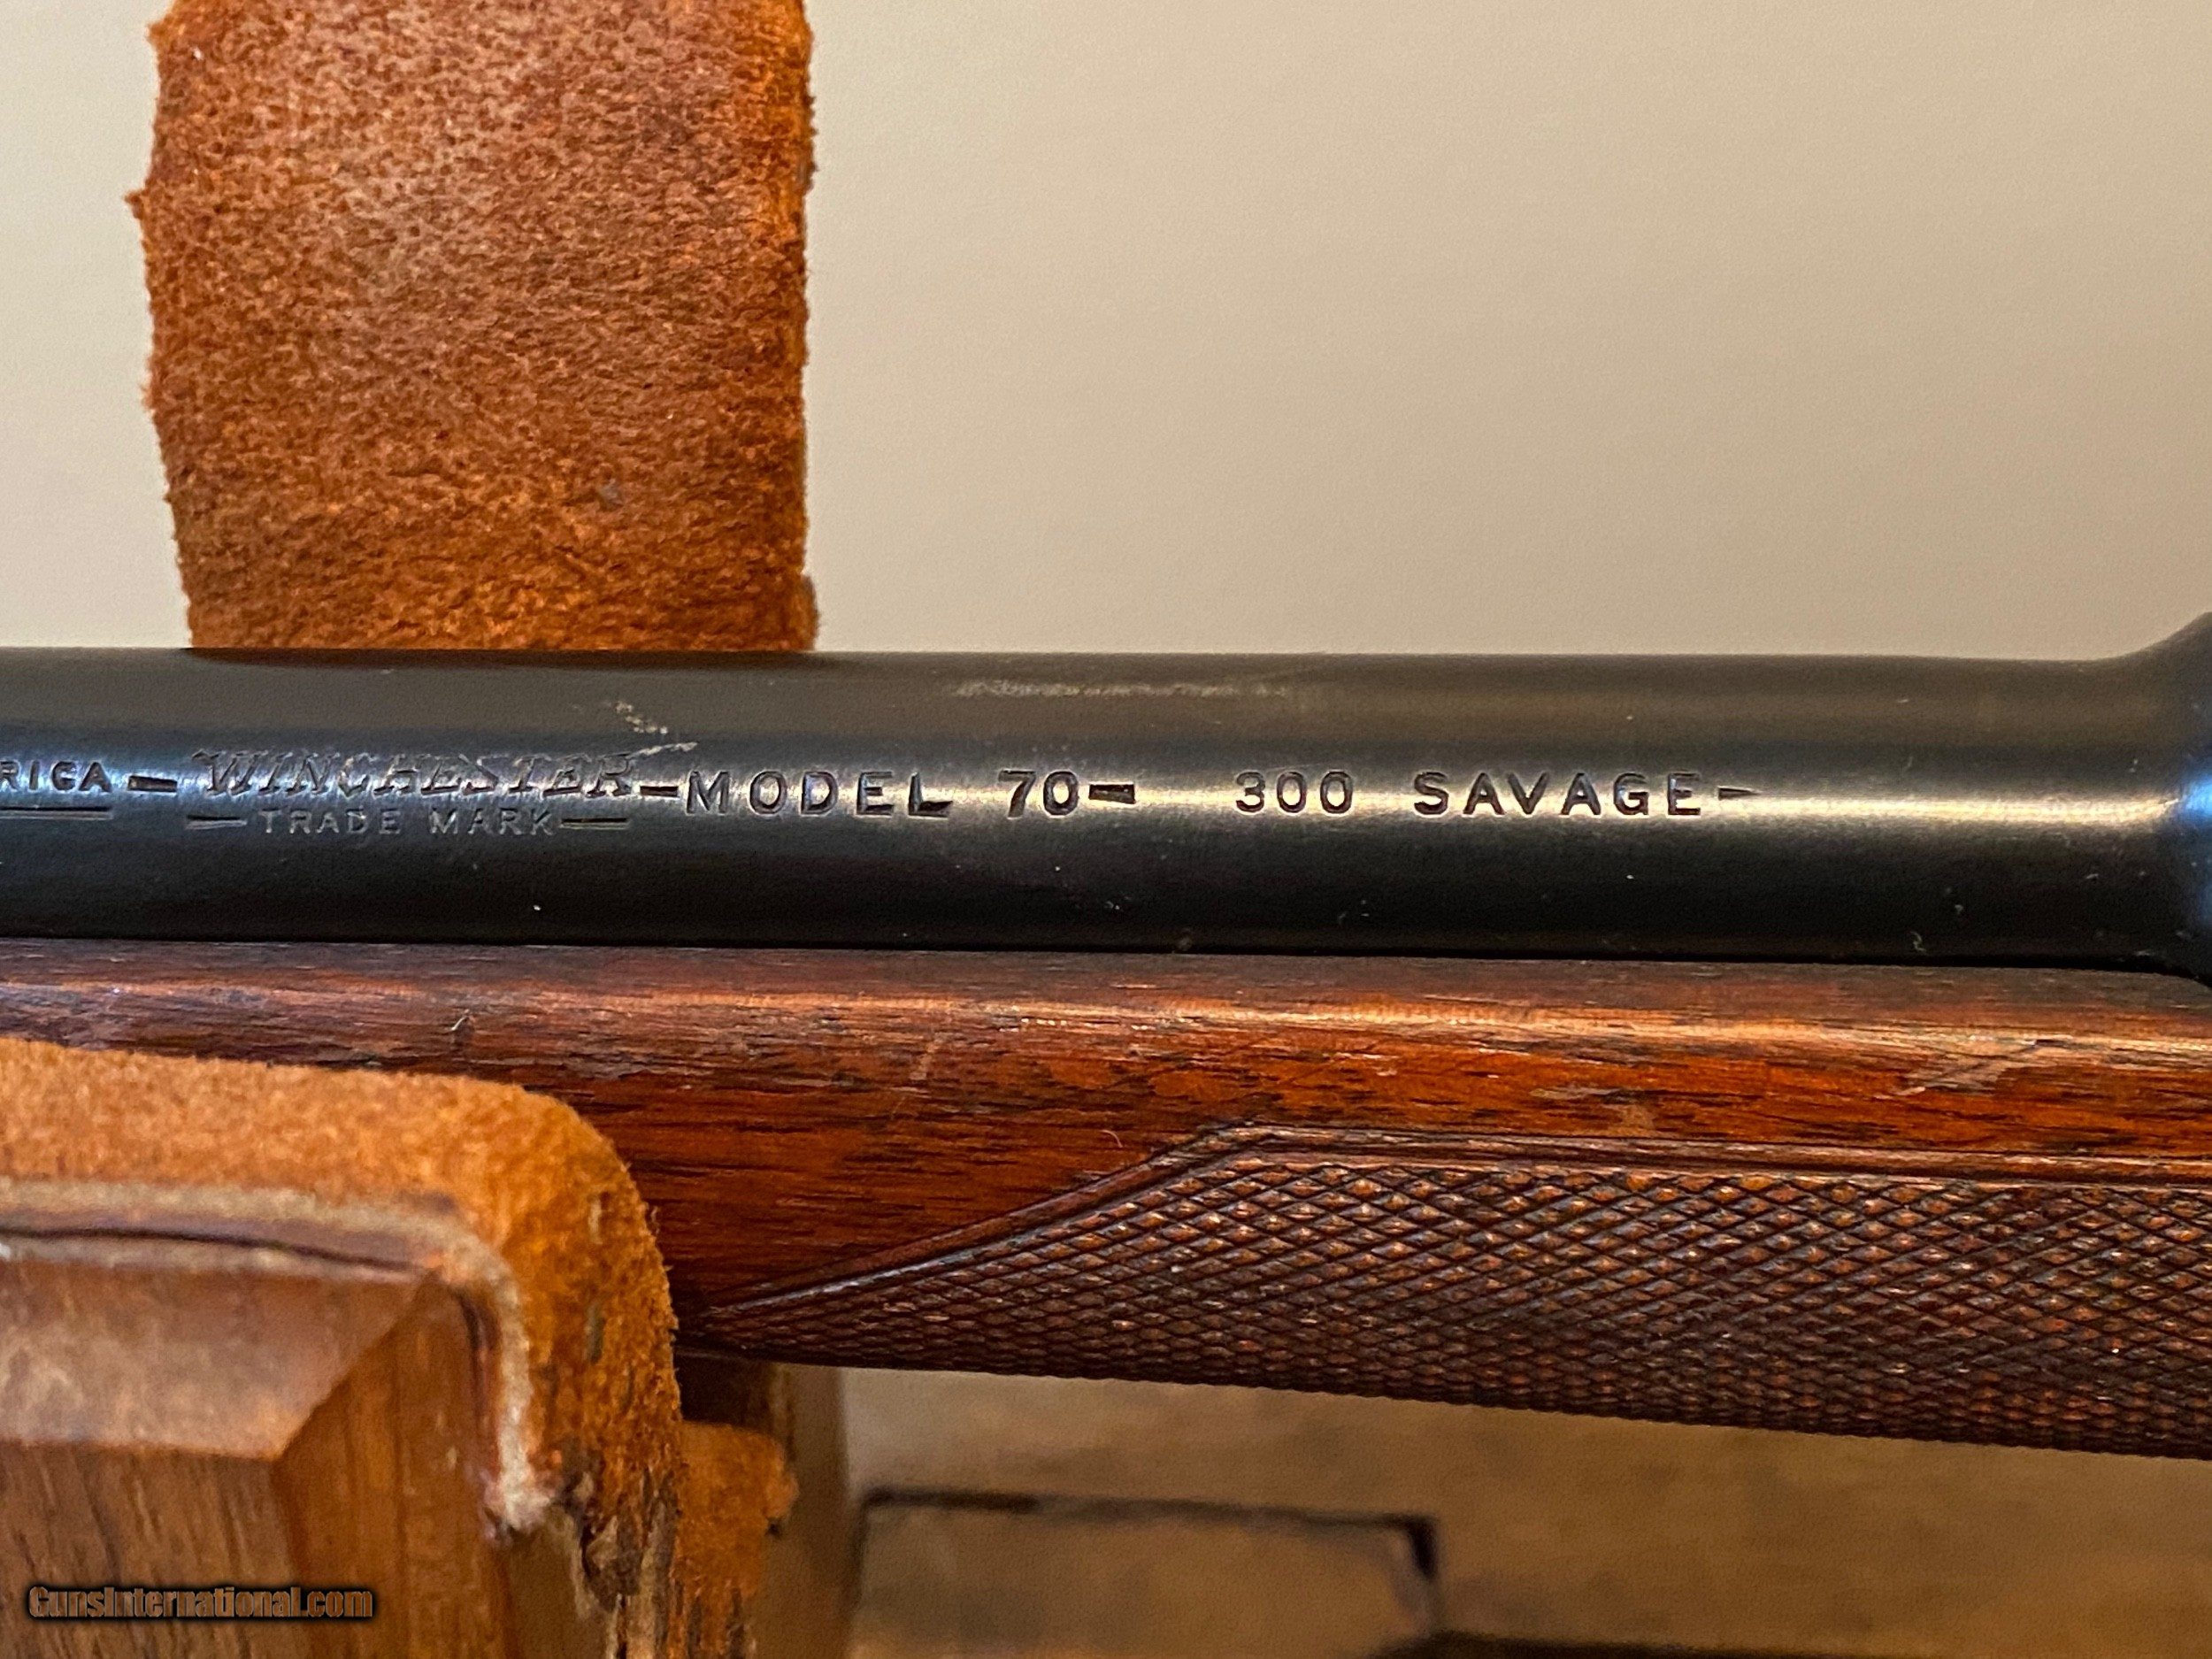 RICA - WINCHESTER - MODEL 70 - 300 SAVAGE -
- TRADE MARK -
GunsInternational.com